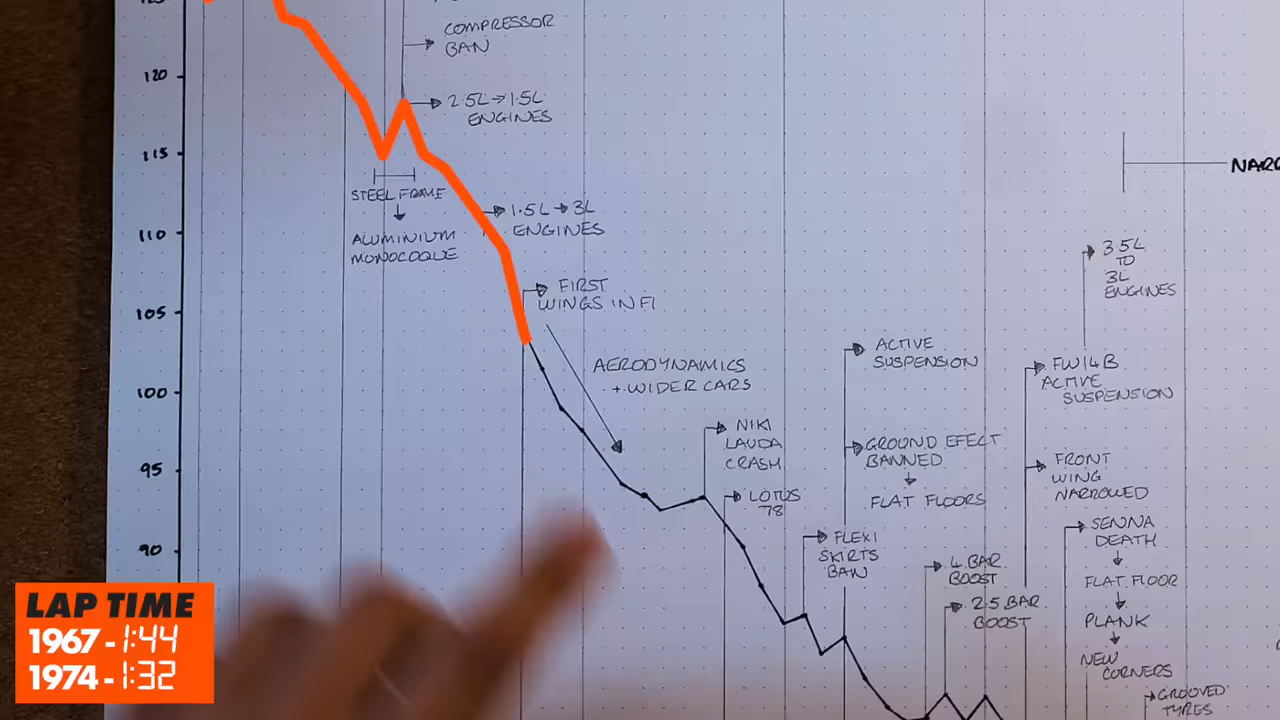 125
120
115
110
105
100
95
90
COMPRESSOR
BAN
2.5L → 1.5L
ENGINES
STEEL FRAME
ALUMINIUM
MONOCOQUE
1.5L → 3L
ENGINES
FIRST
WINGS IN F1
AERODYNAMICS
+ WIDER CARS
NIKI
LAUDA
CRASH
LOTUS
78
ACTIVE
SUSPENSION
GROUND EFECT
BANNED
FLAT FLOORS
FLEXI
SKIRTS
BAN
4 BAR
BOOST
2.5 BAR
BOOST
3.5L
TO
3L
ENGINES
FW14B
ACTIVE
SUSPENSION
FRONT
WING
NARROWED
SENNA
DEATH
FLAT FLOOR
PLANK
NEW
CORNERS
GROOVED
TYRES
LAP TIME
1967 - 1:44
1974 - 1:32